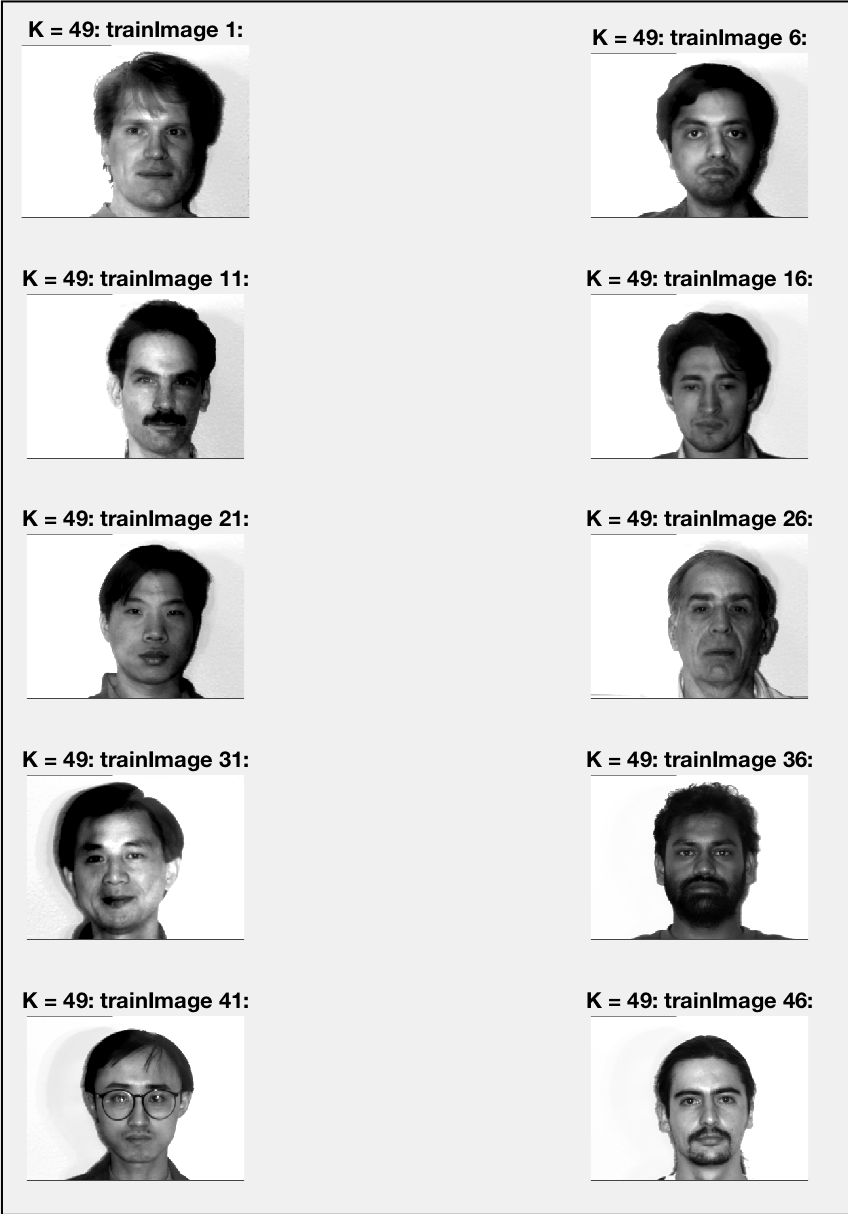 K = 49: trainImage 1:
K = 49: trainImage 6:
K = 49: trainImage 11:
K = 49: trainImage 16:
K = 49: trainImage 21:
K = 49: trainImage 26:
K = 49: trainImage 31:
K = 49: trainImage 36:
K = 49: trainImage 41:
K = 49: trainImage 46: